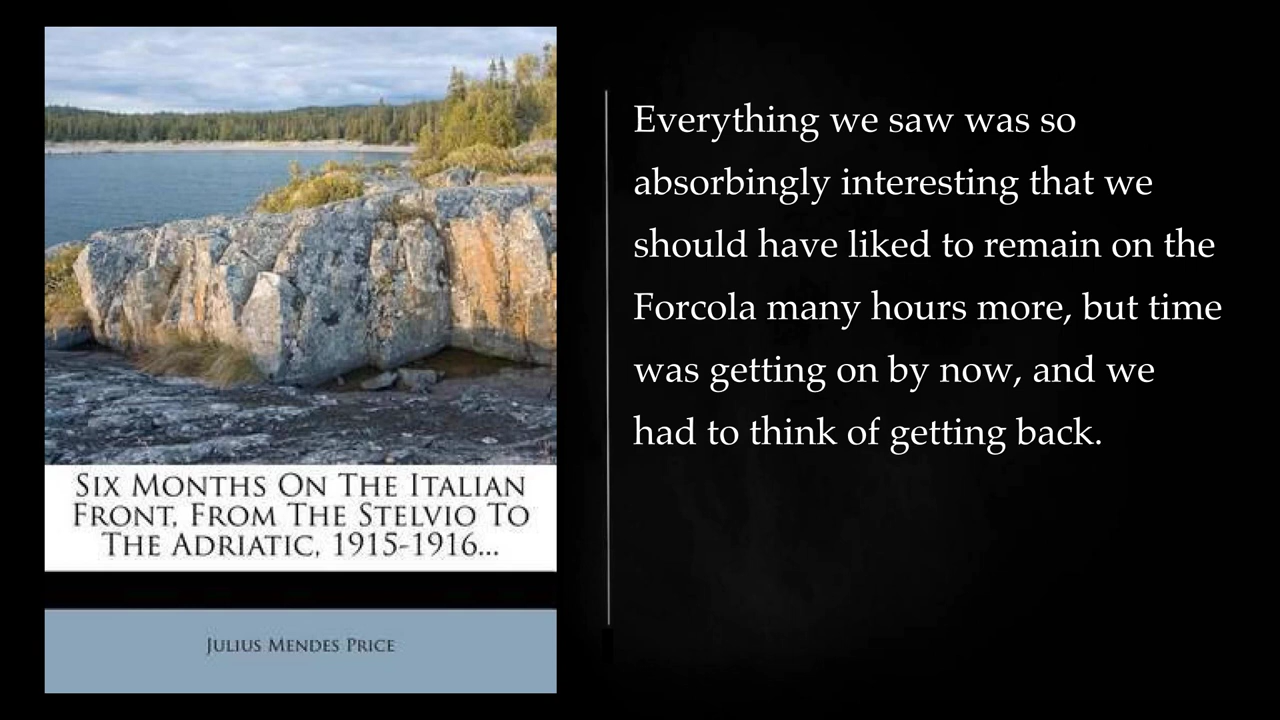 Six Months On The Italian
Front, From The Stelvio To
The Adriatic, 1915-1916...
Julius Mendes Price
Everything we saw was so
absorbingly interesting that we
should have liked to remain on the
Forcola many hours more, but time
was getting on by now, and we
had to think of getting back.